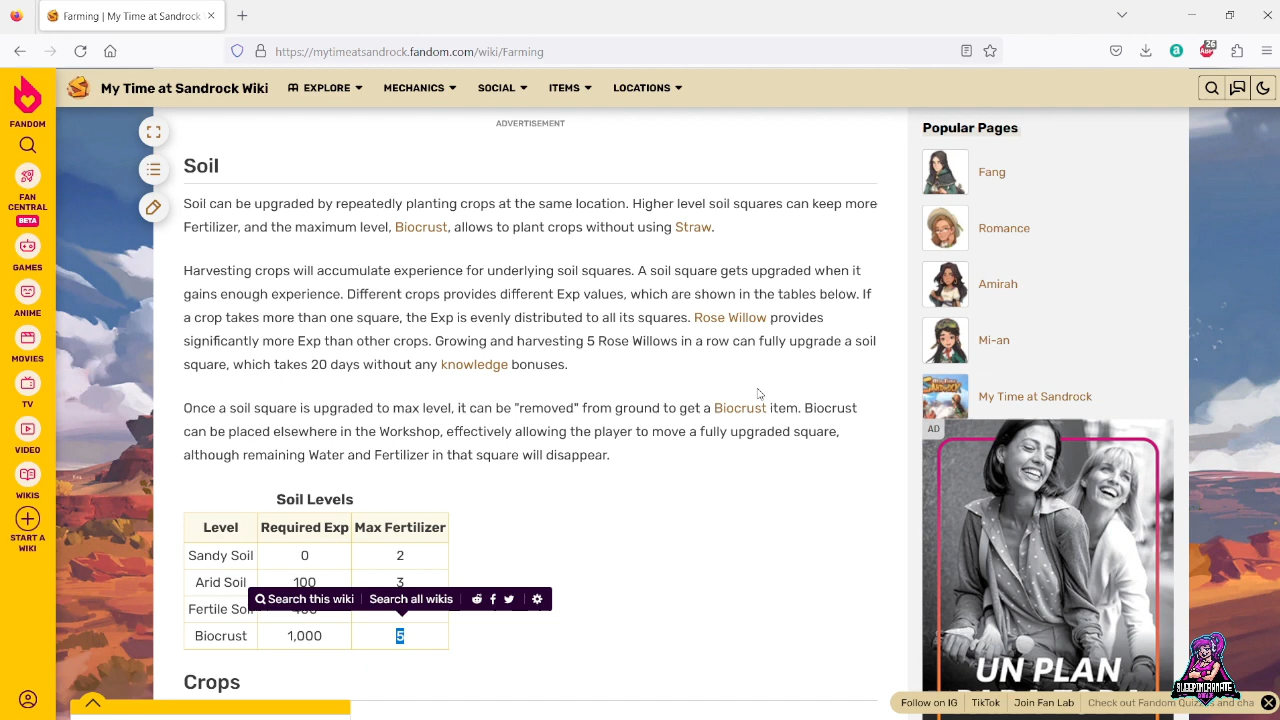 Farming | My Time at Sandrock
https://mytimeatsandrock.fandom.com/wiki/Farming
26
My Time at Sandrock Wiki
EXPLORE
MECHANICS
SOCIAL
ITEMS
LOCATIONS
FANDOM
FAN CENTRAL
BETA
GAMES
ANIME
MOVIES
TV
VIDEO
WIKIS
START A WIKI
ADVERTISEMENT
Soil
Soil can be upgraded by repeatedly planting crops at the same location. Higher level soil squares can keep more
Fertilizer, and the maximum level, Biocrust, allows to plant crops without using Straw.
Harvesting crops will accumulate experience for underlying soil squares. A soil square gets upgraded when it
gains enough experience. Different crops provides different Exp values, which are shown in the tables below. If
a crop takes more than one square, the Exp is evenly distributed to all its squares. Rose Willow provides
significantly more Exp than other crops. Growing and harvesting 5 Rose Willows in a row can fully upgrade a soil
square, which takes 20 days without any knowledge bonuses.
Once a soil square is upgraded to max level, it can be "removed" from ground to get a Biocrust item. Biocrust
can be placed elsewhere in the Workshop, effectively allowing the player to move a fully upgraded square,
although remaining Water and Fertilizer in that square will disappear.
Soil Levels
Level Required Exp Max Fertilizer
Sandy Soil 0 2
Arid Soil 100 3
Search this wiki Search all wikis
Fertile Soil
Biocrust 1,000 5
Crops
Popular Pages
Fang
Romance
Amirah
Mi-an
My Time at Sandrock
AD
UN PLAN
Follow on IG TikTok Join Fan Lab Check out Fandom Quizzes and cha